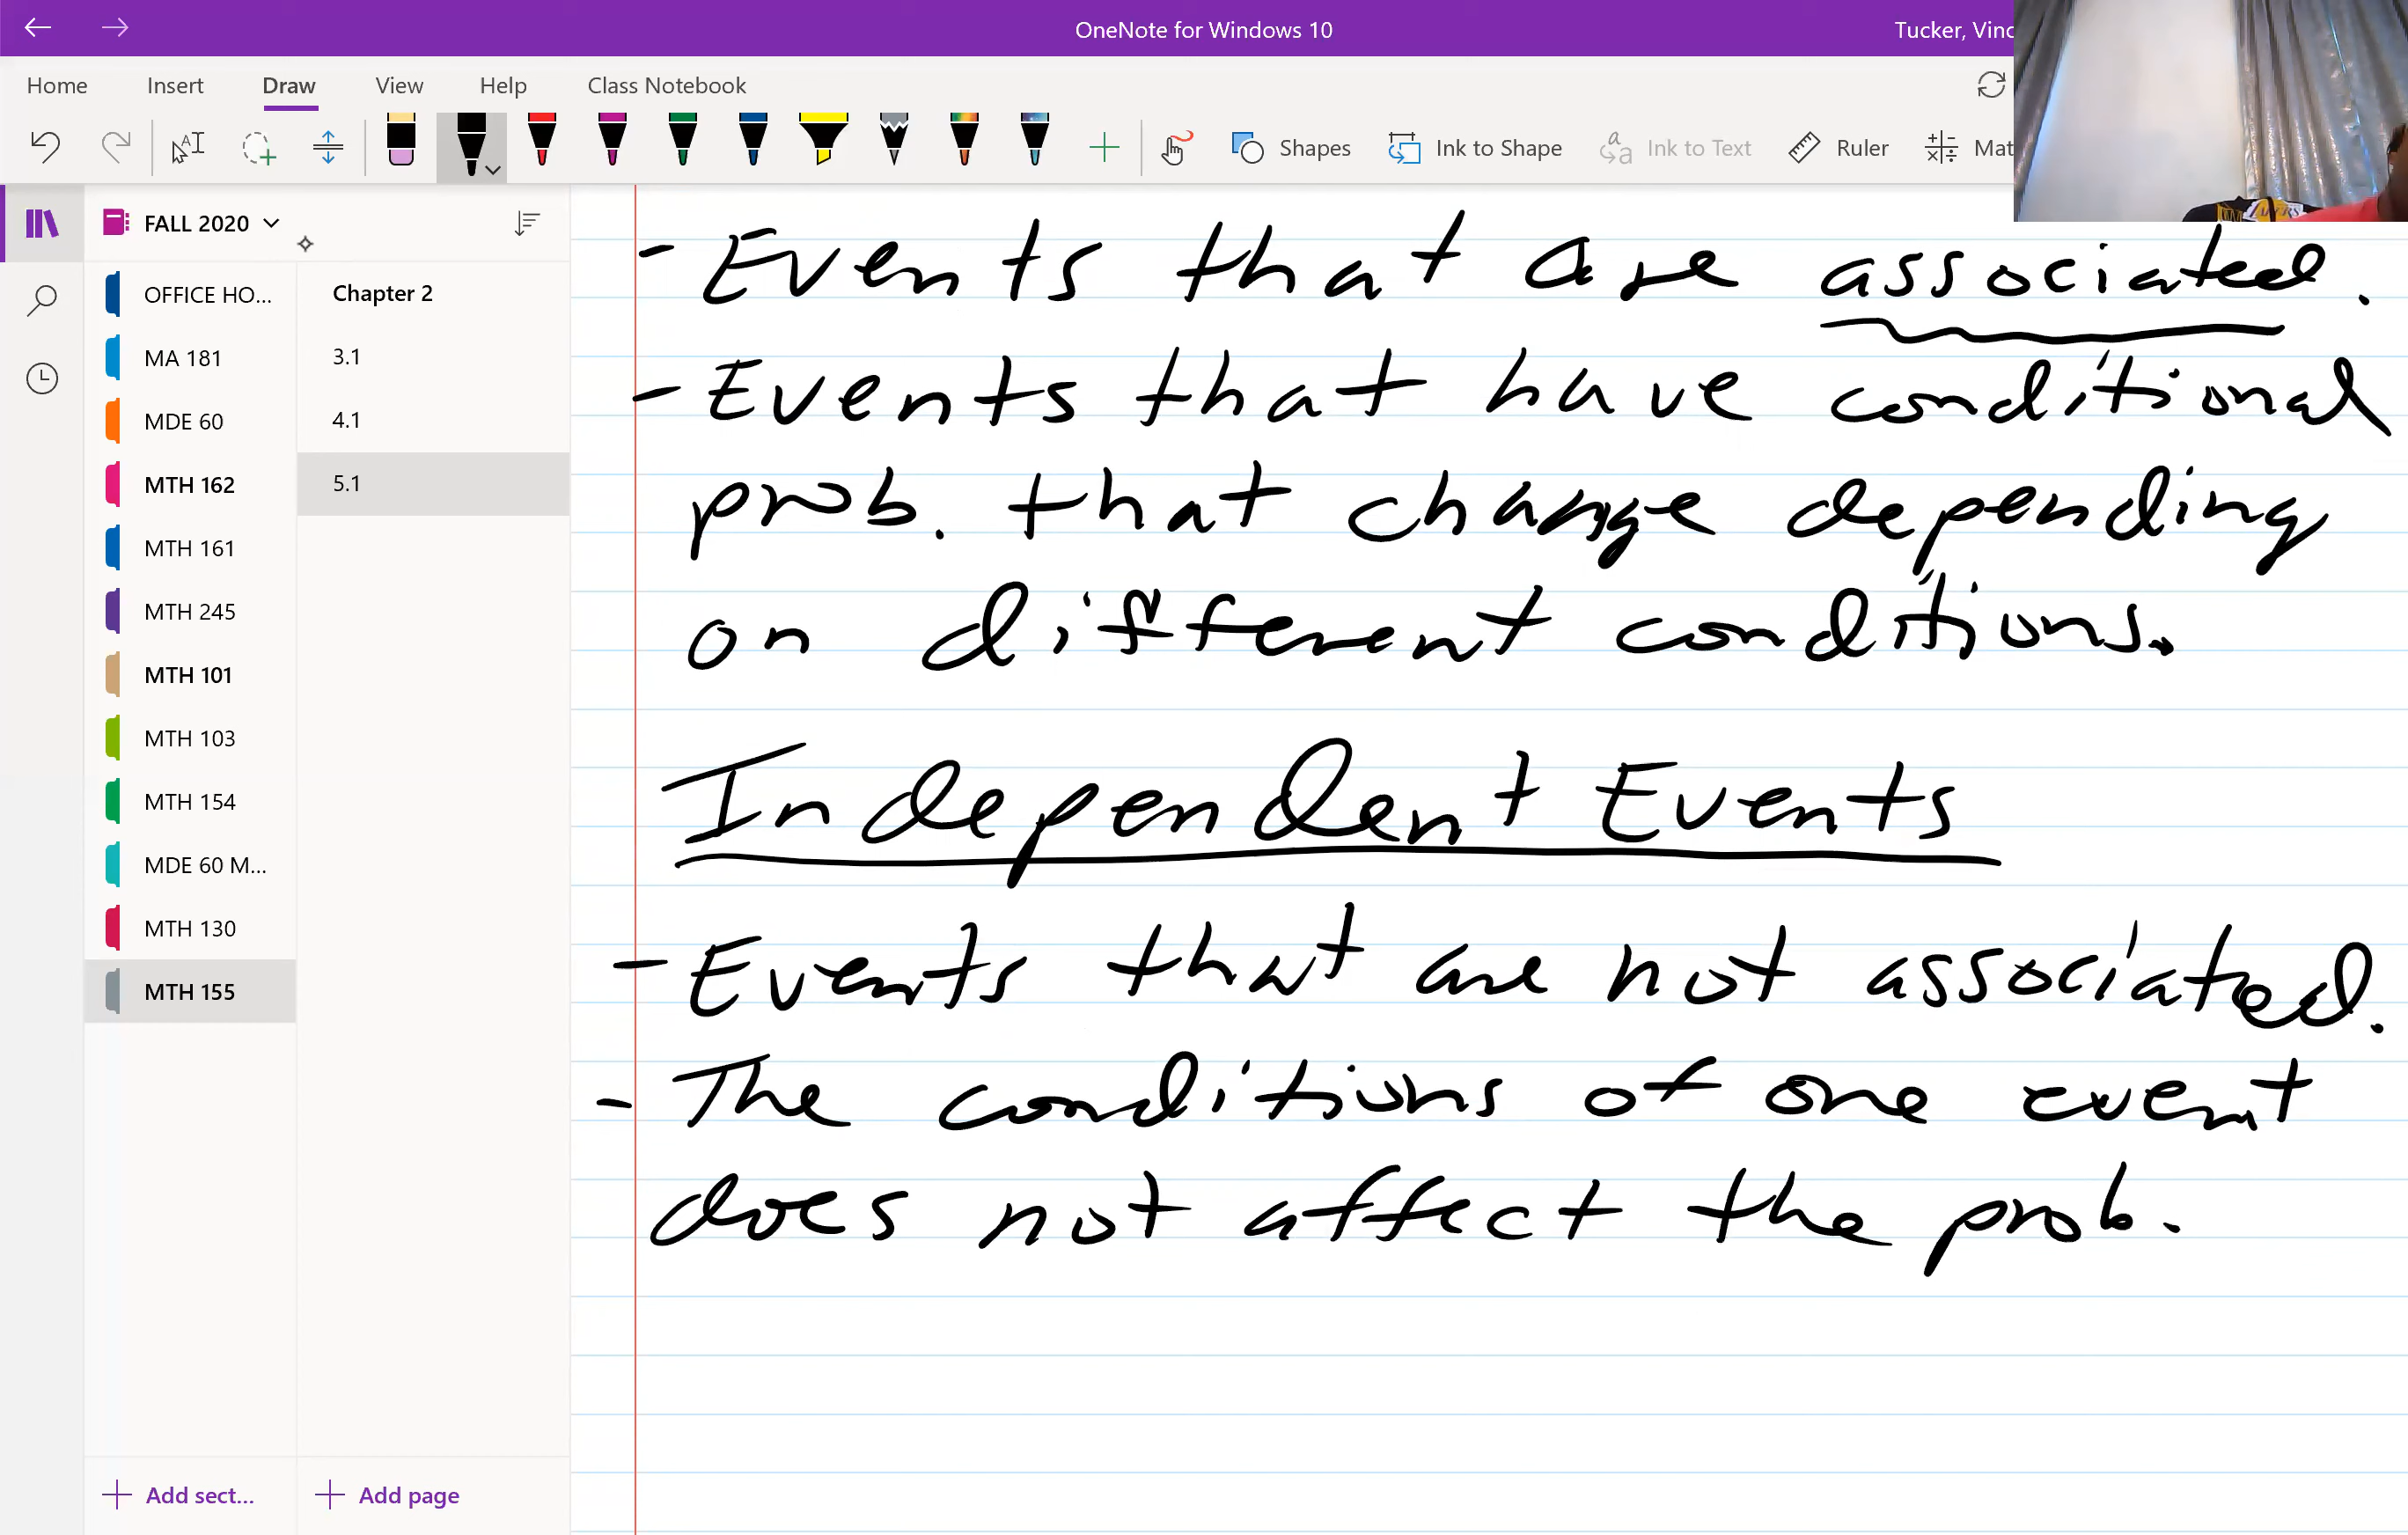 OneNote for Windows 10
Tucker, Vinc
Home Insert Draw View Help Class Notebook
Shapes Ink to Shape Ink to Text Ruler Mat
FALL 2020
OFFICE HO...
MA 181
MDE 60
MTH 162
MTH 161
MTH 245
MTH 101
MTH 103
MTH 154
MDE 60 M...
MTH 130
MTH 155
Add sect...
Chapter 2
3.1
4.1
5.1
Add page
- Events that are associated.
- Events that have conditional
prob. that change depending
on different conditions.
Independent Events
- Events that are not associated.
- The conditions of one event
does not affect the prob.